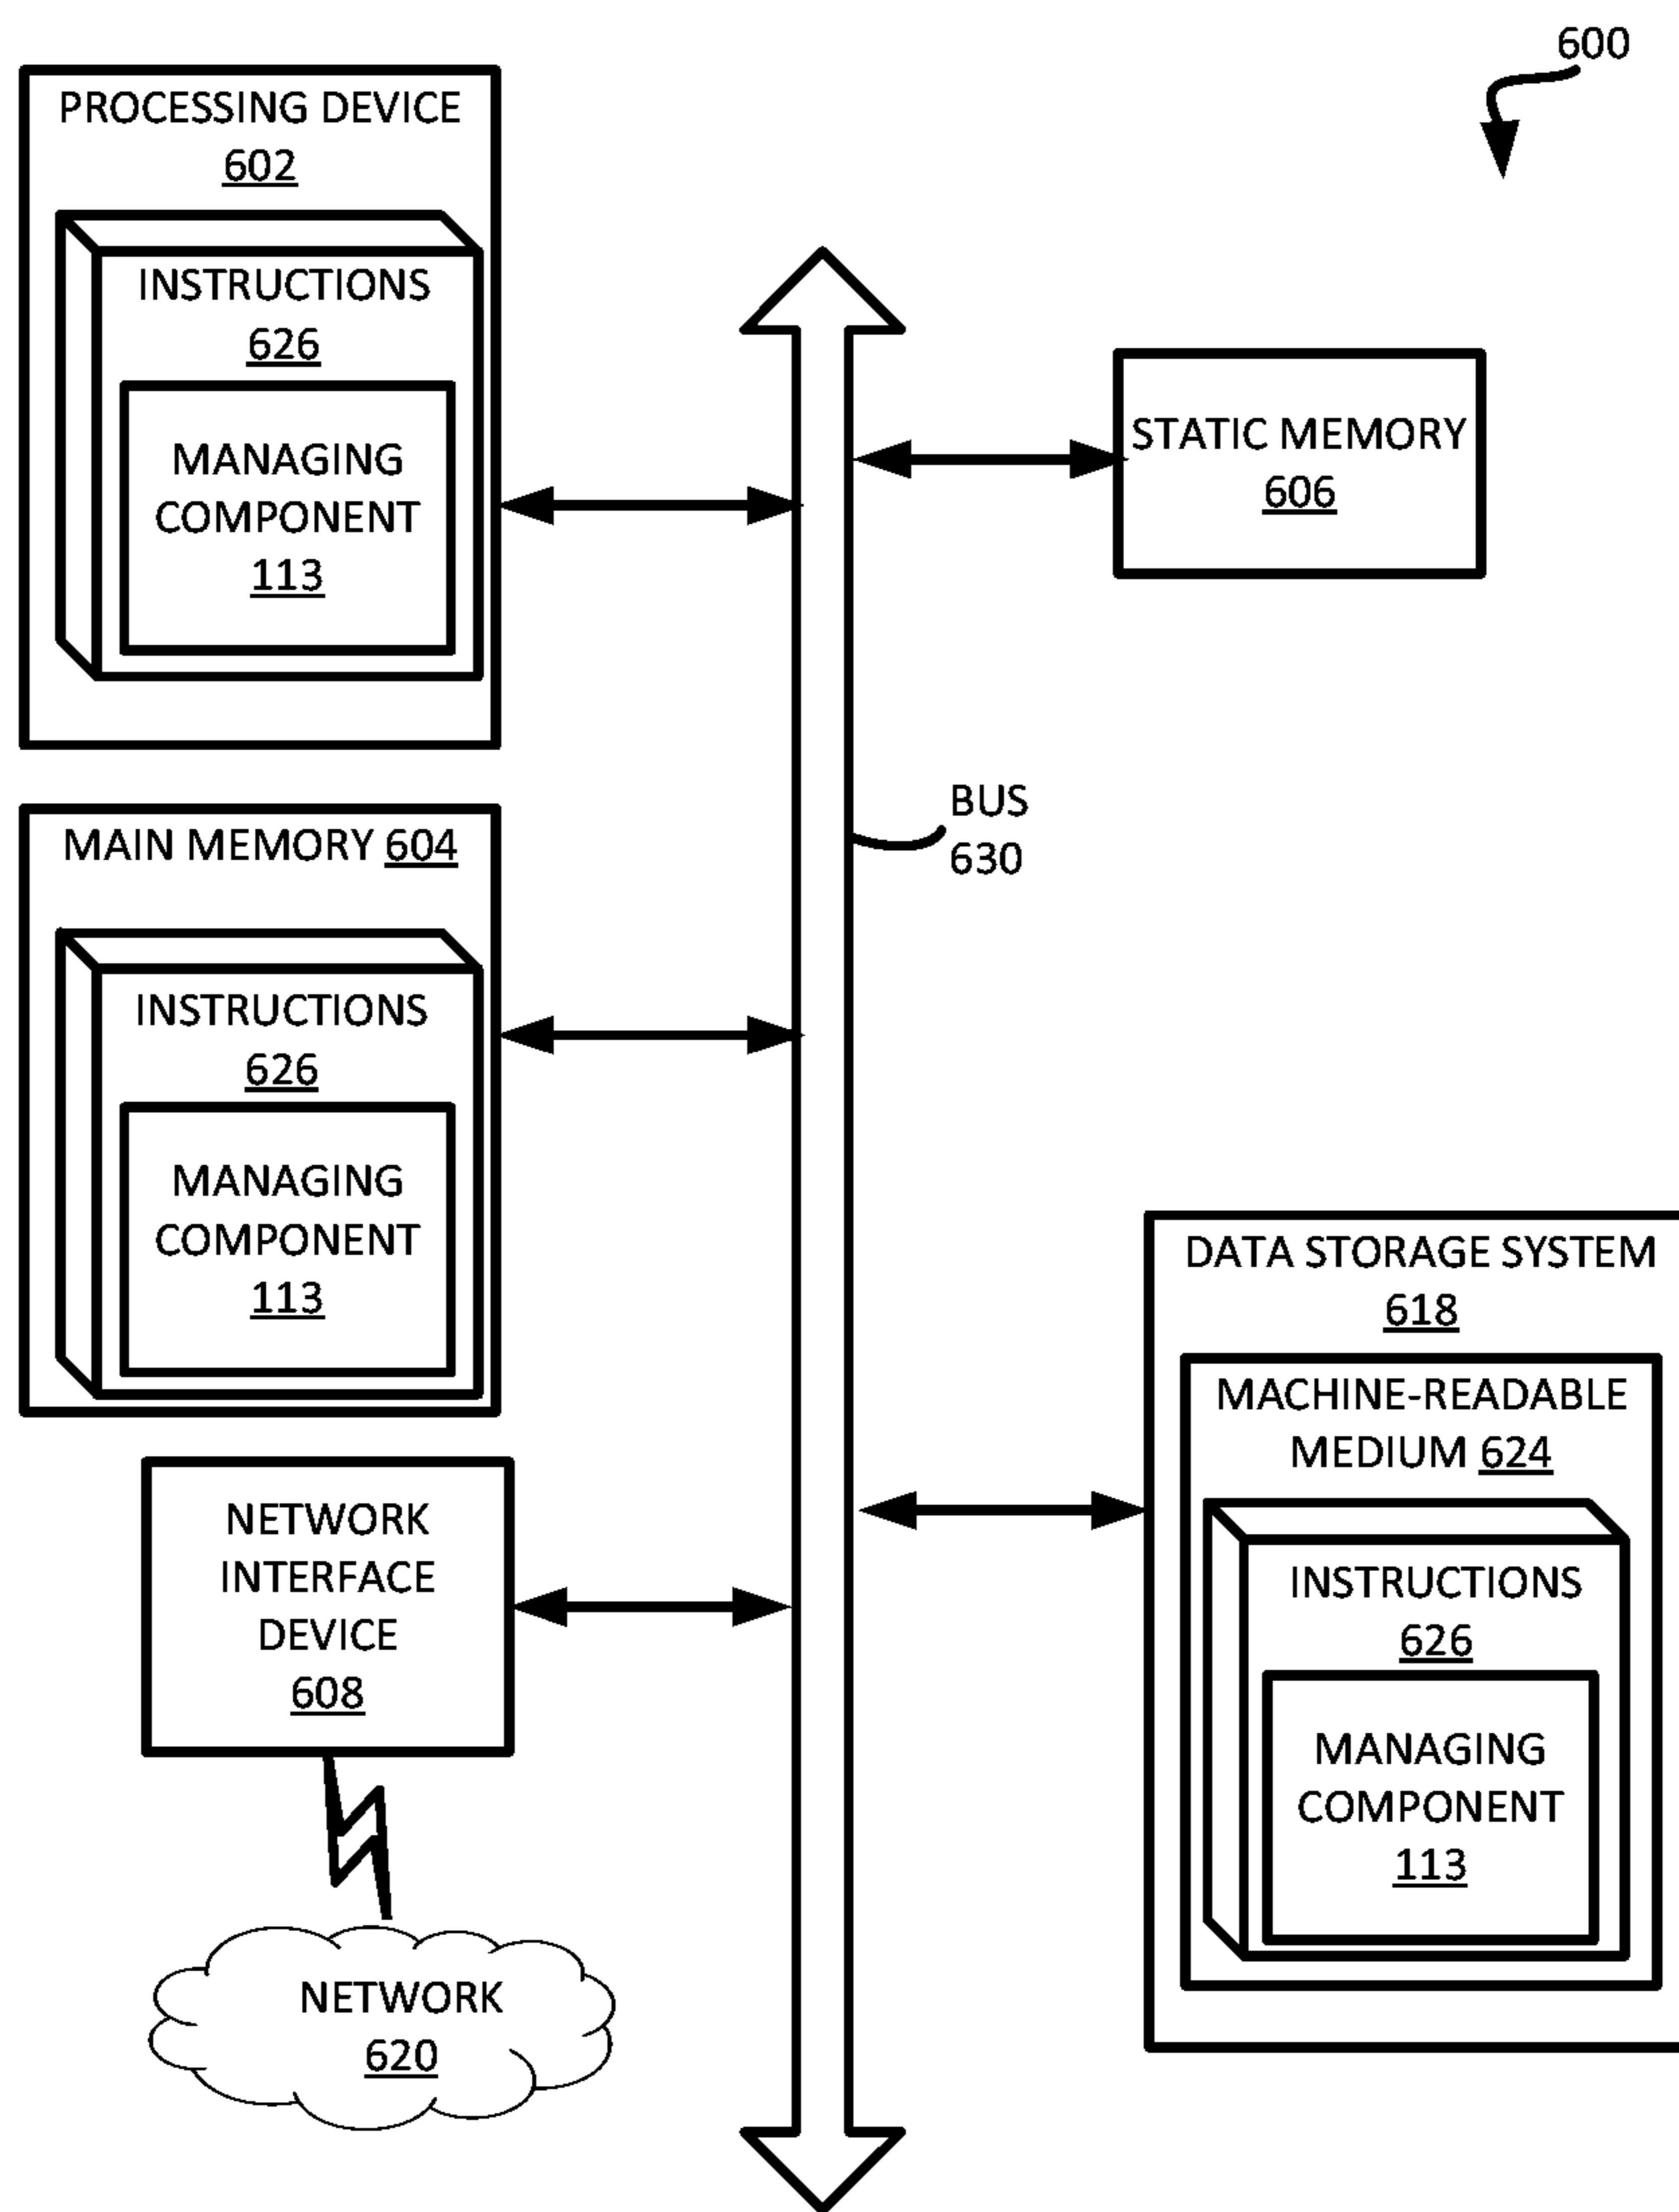 600
PROCESSING DEVICE
602
INSTRUCTIONS
626
MANAGING
COMPONENT
113
STATIC MEMORY
606
BUS
630
MAIN MEMORY 604
INSTRUCTIONS
626
MANAGING
COMPONENT
113
DATA STORAGE SYSTEM
618
MACHINE-READABLE
MEDIUM 624
INSTRUCTIONS
626
MANAGING
COMPONENT
113
NETWORK
INTERFACE
DEVICE
608
NETWORK
620